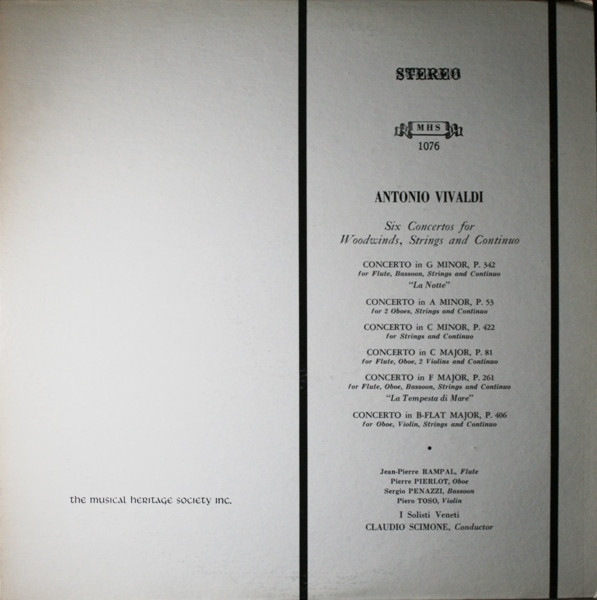 STEREO
MHS
1076
ANTONIO VIVALDI
Six Concertos for
Woodwinds, Strings and Continuo
CONCERTO in G MINOR, P. 342
for Flute, Bassoon, Strings and Continuo
"La Notte"
CONCERTO in A MINOR, P. 53
for 2 Oboes, Strings and Continuo
CONCERTO in C MINOR, P. 422
for Strings and Continuo
CONCERTO in C MAJOR, P. 81
for Flute, Oboe, 2 Violins and Continuo
CONCERTO in F MAJOR, P. 261
for Flute, Oboe, Bassoon, Strings and Continuo
"La Tempesta di Mare"
CONCERTO in B-FLAT MAJOR, P. 406
for Oboe, Violin, Strings and Continuo
Jean-Pierre RAMPAL, Flute
Pierre PIERLOT, Oboe
Sergio PENAZZI, Bassoon
Piero TOSO, Violin
I Solisti Veneti
CLAUDIO SCIMONE, Conductor
the musical heritage society inc.